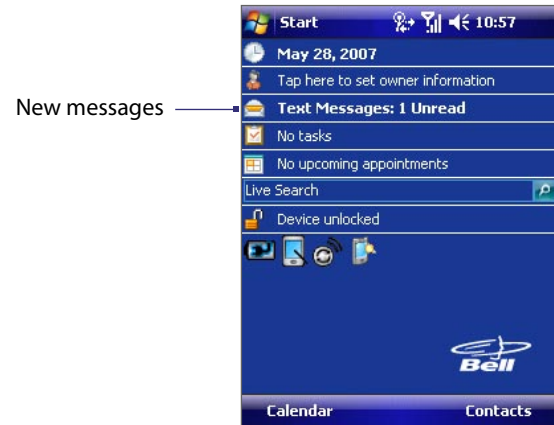 Start 10:57
May 28, 2007
Tap here to set owner information
New messages
Text Messages: 1 Unread
No tasks
No upcoming appointments
Live Search
Device unlocked
Bell
Calendar Contacts